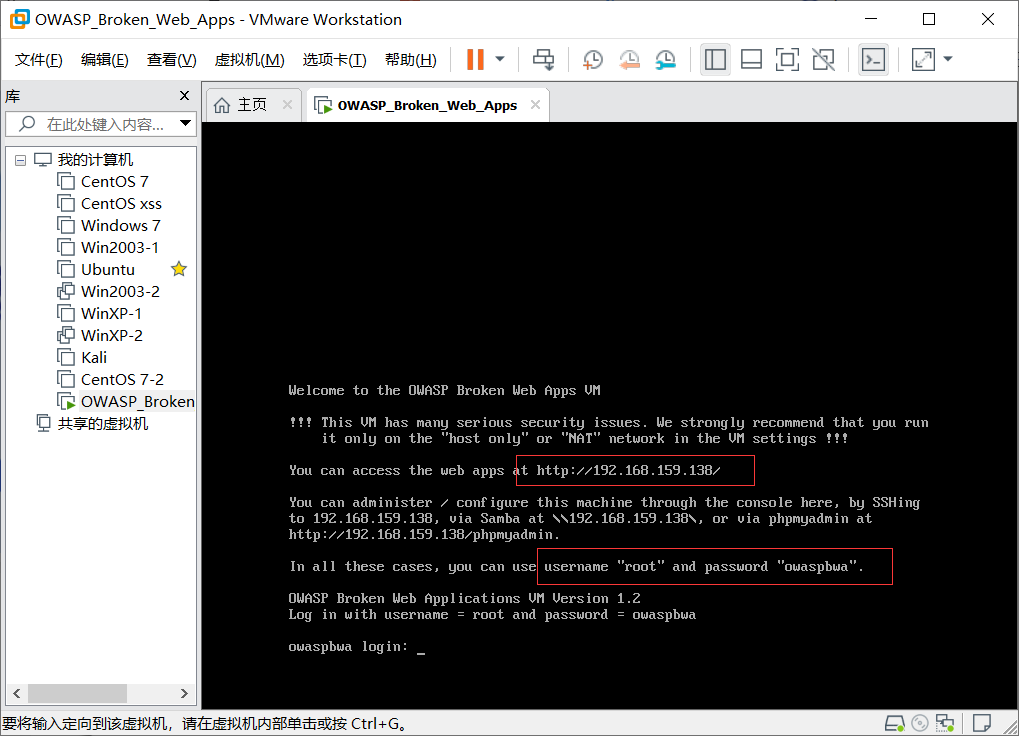 OWASP_Broken_Web_Apps - VMware Workstation
文件(F) 编辑(E) 查看(V) 虚拟机(M) 选项卡(T) 帮助(H)
库
在此处键入内容...
我的计算机
CentOS 7
CentOS xss
Windows 7
Win2003-1
Ubuntu
Win2003-2
WinXP-1
WinXP-2
Kali
CentOS 7-2
OWASP_Broken
共享的虚拟机
主页 OWASP_Broken_Web_Apps
Welcome to the OWASP Broken Web Apps VM
!!! This VM has many serious security issues. We strongly recommend that you run
it only on the "host only" or "NAT" network in the VM settings !!!
You can access the web apps at http://192.168.159.138/
You can administer / configure this machine through the console here, by SSHing
to 192.168.159.138, via Samba at \\192.168.159.138\, or via phpmyadmin at
http://192.168.159.138/phpmyadmin.
In all these cases, you can use username "root" and password "owaspbwa".
OWASP Broken Web Applications VM Version 1.2
Log in with username = root and password = owaspbwa
owaspbwa login: _
要将输入定向到该虚拟机，请在虚拟机内部单击或按 Ctrl+G。